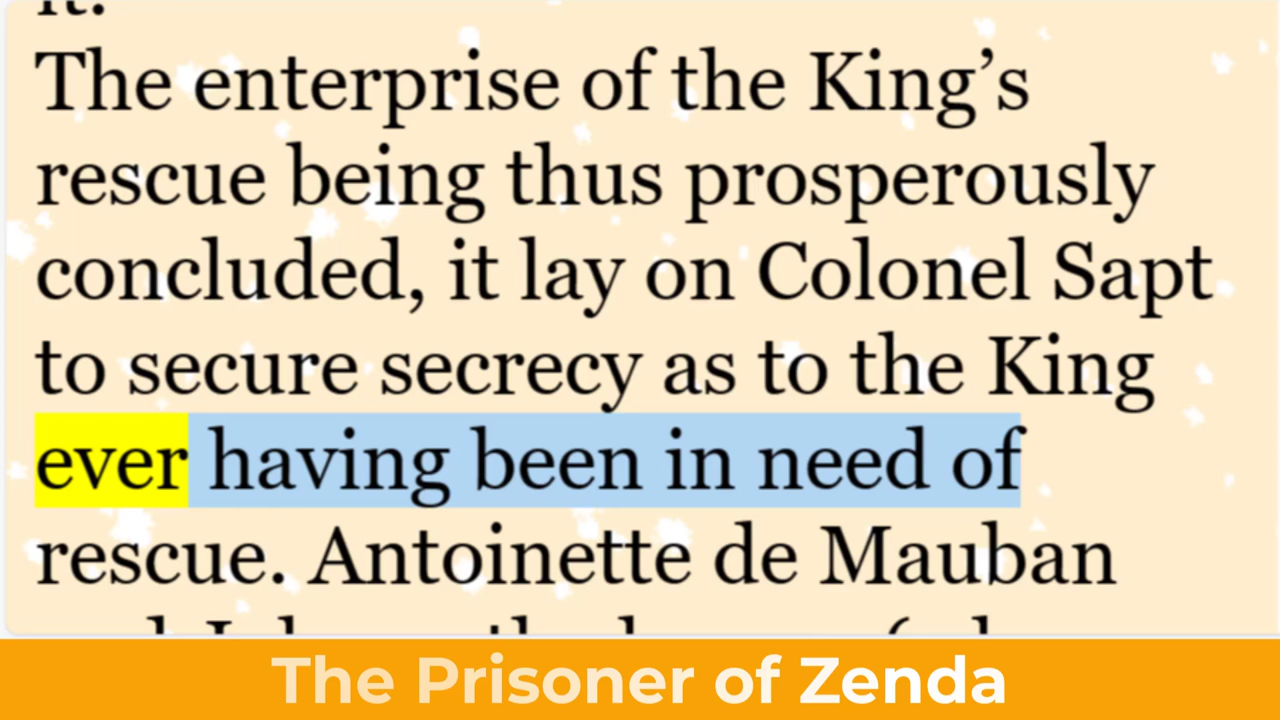 it.
The enterprise of the King’s
rescue being thus prosperously
concluded, it lay on Colonel Sapt
to secure secrecy as to the King
ever having been in need of
rescue. Antoinette de Mauban
The Prisoner of Zenda